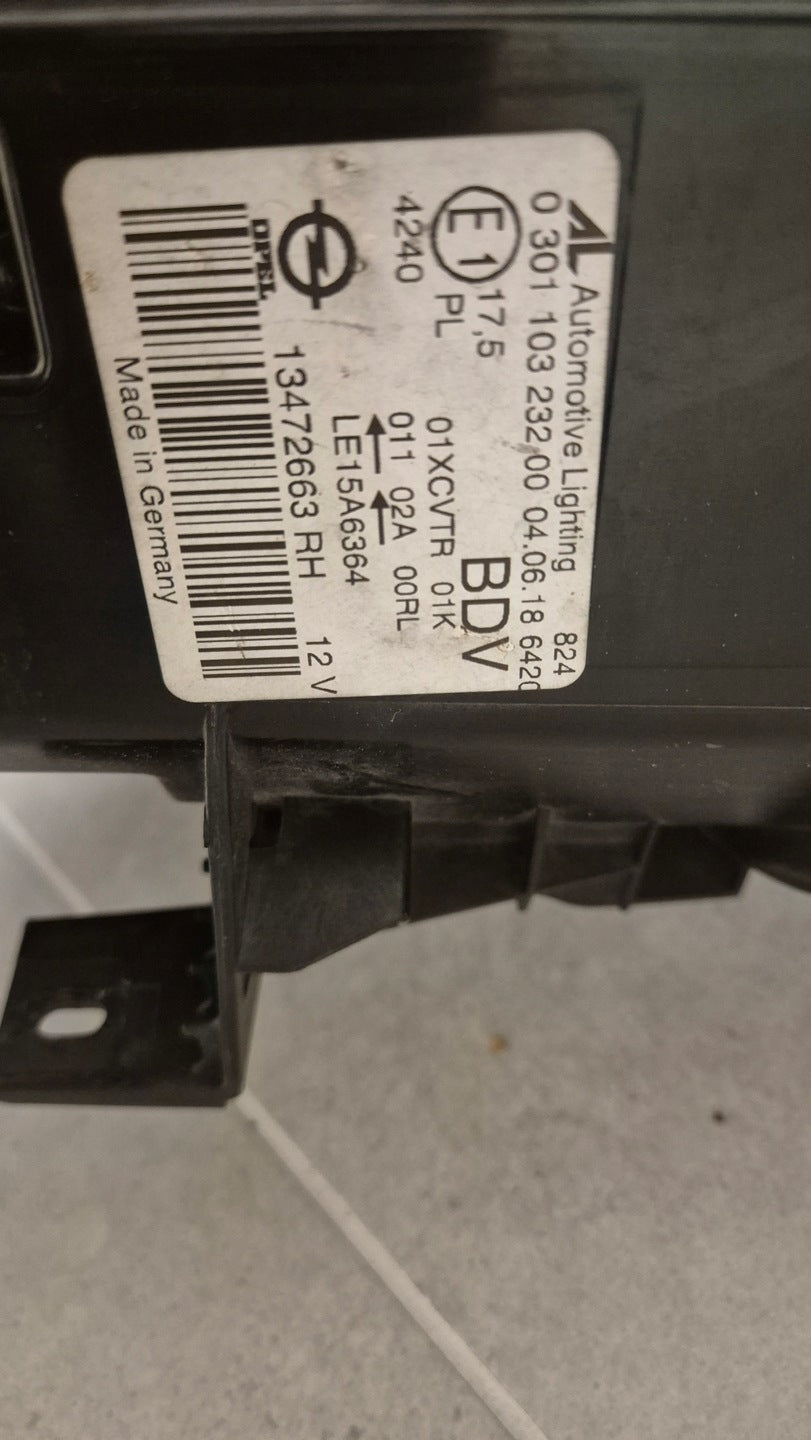 AL Automotive Lighting 824
0 301 103 232 00 04.06.18 6420
E1 17,5 BDV
PL
4240
01XCVTR 01K
011 02A 00RL
LE15A6364
OPEL
13472663 RH 12 V
Made in Germany